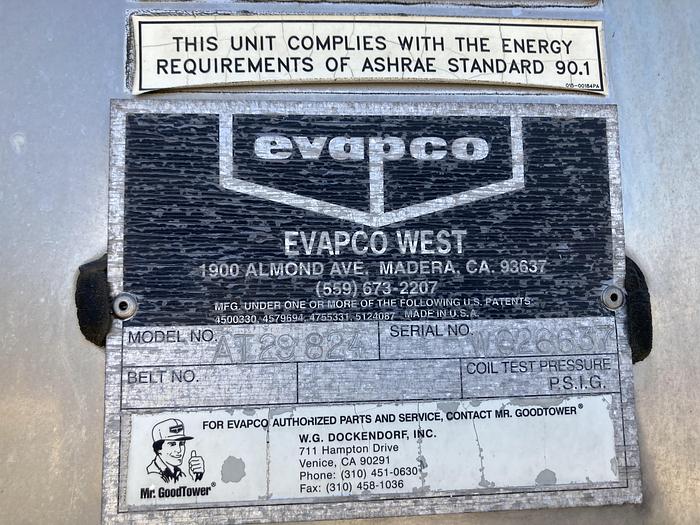 THIS UNIT COMPLIES WITH THE ENERGY
REQUIREMENTS OF ASHRAE STANDARD 90.1
015-00184PA
evapco
EVAPCO WEST
1900 ALMOND AVE. MADERA, CA. 93637
(559) 673-2207
MFG. UNDER ONE OR MORE OF THE FOLLOWING U.S. PATENTS:
4500330, 4579694, 4755331, 5124087 MADE IN U.S.A.
MODEL NO. AT 29 824 SERIAL NO. W026637
BELT NO. COIL TEST PRESSURE
P.S.I.G.
FOR EVAPCO AUTHORIZED PARTS AND SERVICE, CONTACT MR. GOODTOWER®
W.G. DOCKENDORF, INC.
711 Hampton Drive
Venice, CA 90291
Phone: (310) 451-0630
Fax: (310) 458-1036
Mr. GoodTower®